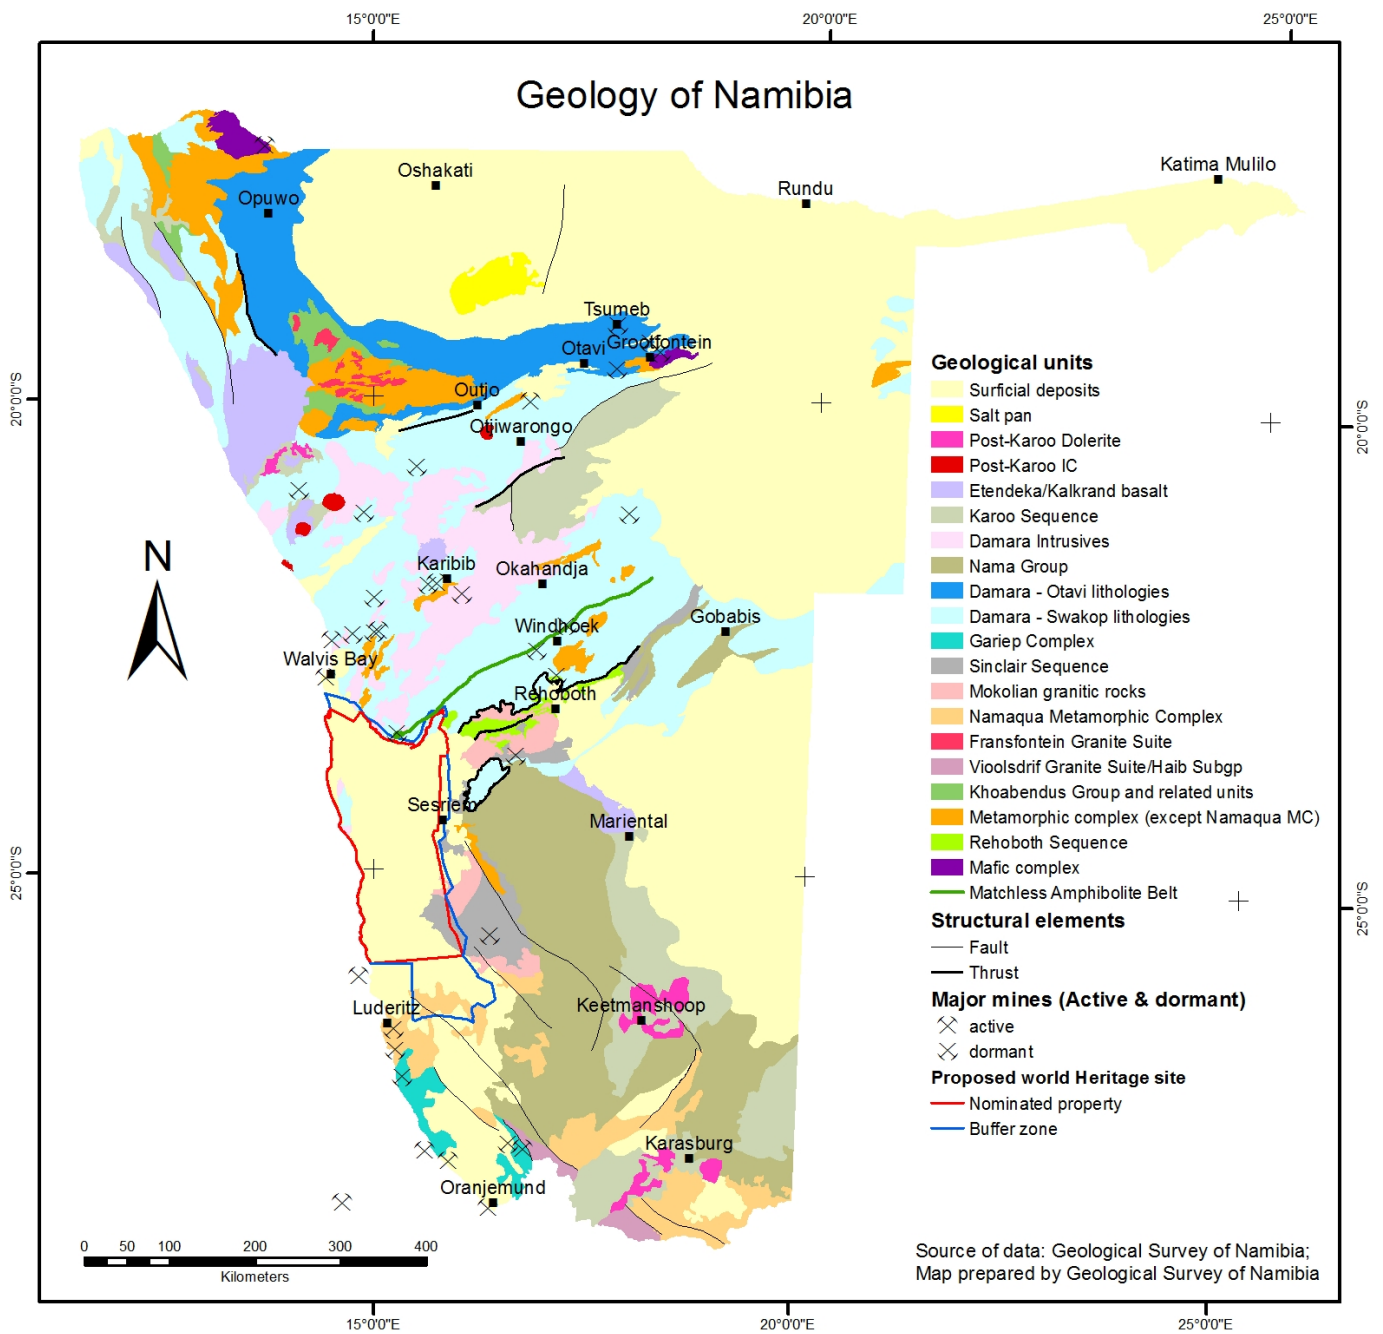 15°0'0"E
20°0'0"E
25°0'0"E
Geology of Namibia
Katima Mulilo
Oshakati
Rundu
Opuwo
Tsumeb
Otavi
Grootfontein
Outjo
Otjiwarongo
20°0'0"S
20°0'0"S
N
Karibib
Okahandja
Windhoek
Gobabis
Walvis Bay
Rehoboth
Sesriem
Mariental
25°0'0"S
25°0'0"S
Luderitz
Keetmanshoop
Karasburg
Oranjemund
Geological units
Surficial deposits
Salt pan
Post-Karoo Dolerite
Post-Karoo IC
Etendeka/Kalkrand basalt
Karoo Sequence
Damara Intrusives
Nama Group
Damara - Otavi lithologies
Damara - Swakop lithologies
Gariep Complex
Sinclair Sequence
Mokolian granitic rocks
Namaqua Metamorphic Complex
Fransfontein Granite Suite
Vioolsdrif Granite Suite/Haib Subgp
Khoabendus Group and related units
Metamorphic complex (except Namaqua MC)
Rehoboth Sequence
Mafic complex
Matchless Amphibolite Belt
Structural elements
Fault
Thrust
Major mines (Active & dormant)
active
dormant
Proposed world Heritage site
Nominated property
Buffer zone
0 50 100 200 300 400
Kilometers
Source of data: Geological Survey of Namibia;
Map prepared by Geological Survey of Namibia
15°0'0"E
20°0'0"E
25°0'0"E